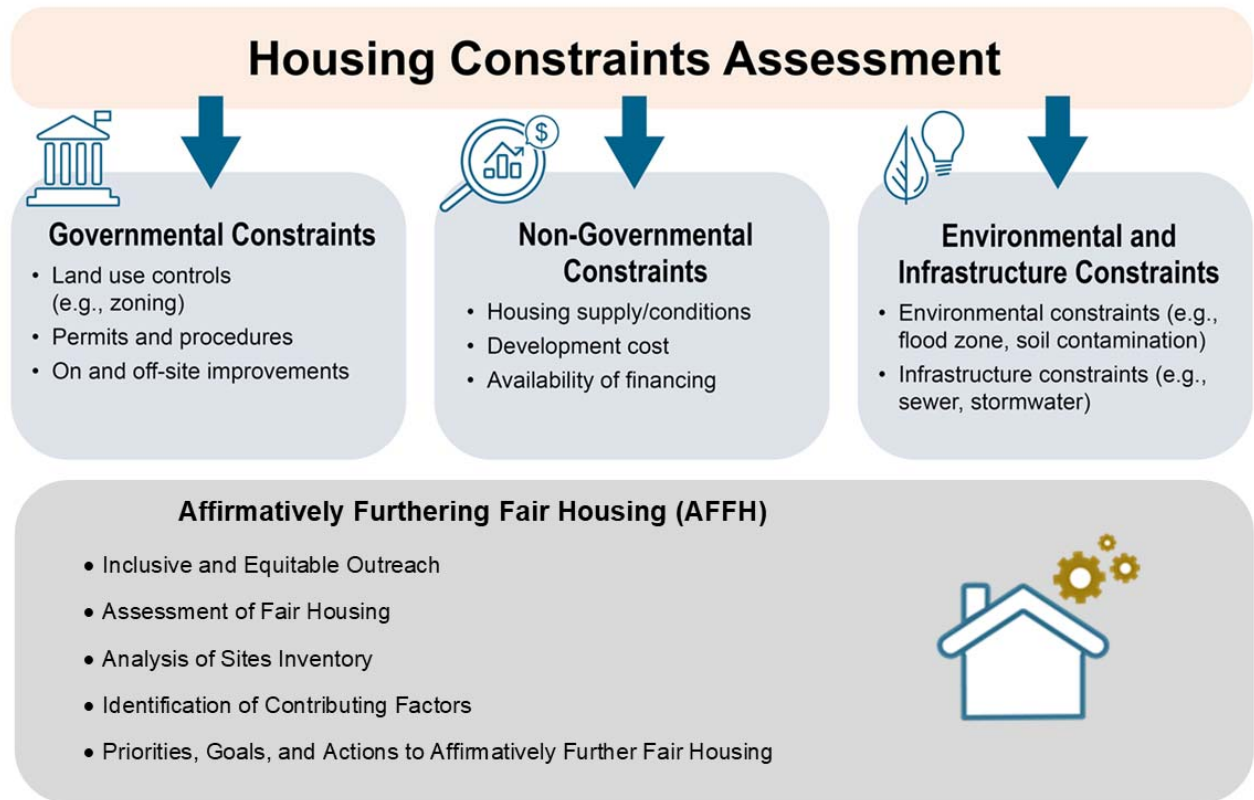 Housing Constraints Assessment
$
Governmental Constraints
• Land use controls
(e.g., zoning)
• Permits and procedures
• On and off-site improvements
Non-Governmental
Constraints
• Housing supply/conditions
• Development cost
• Availability of financing
Environmental and
Infrastructure Constraints
• Environmental constraints (e.g.,
flood zone, soil contamination)
• Infrastructure constraints (e.g.,
sewer, stormwater)
Affirmatively Furthering Fair Housing (AFFH)
• Inclusive and Equitable Outreach
• Assessment of Fair Housing
• Analysis of Sites Inventory
• Identification of Contributing Factors
• Priorities, Goals, and Actions to Affirmatively Further Fair Housing